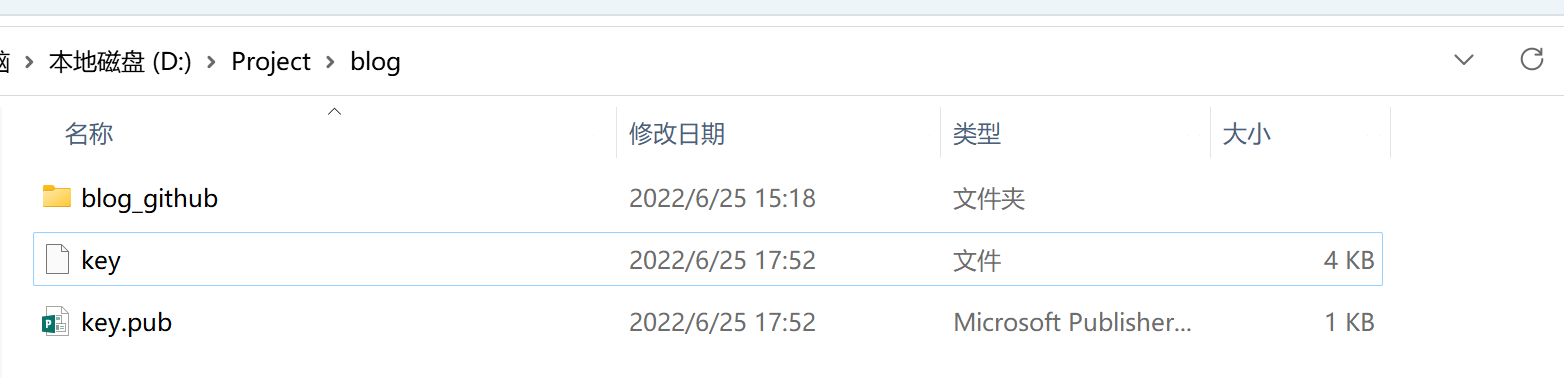 脑 › 本地磁盘 (D:) › Project › blog
名称 修改日期 类型 大小
blog_github 2022/6/25 15:18 文件夹
key 2022/6/25 17:52 文件 4 KB
key.pub 2022/6/25 17:52 Microsoft Publisher... 1 KB